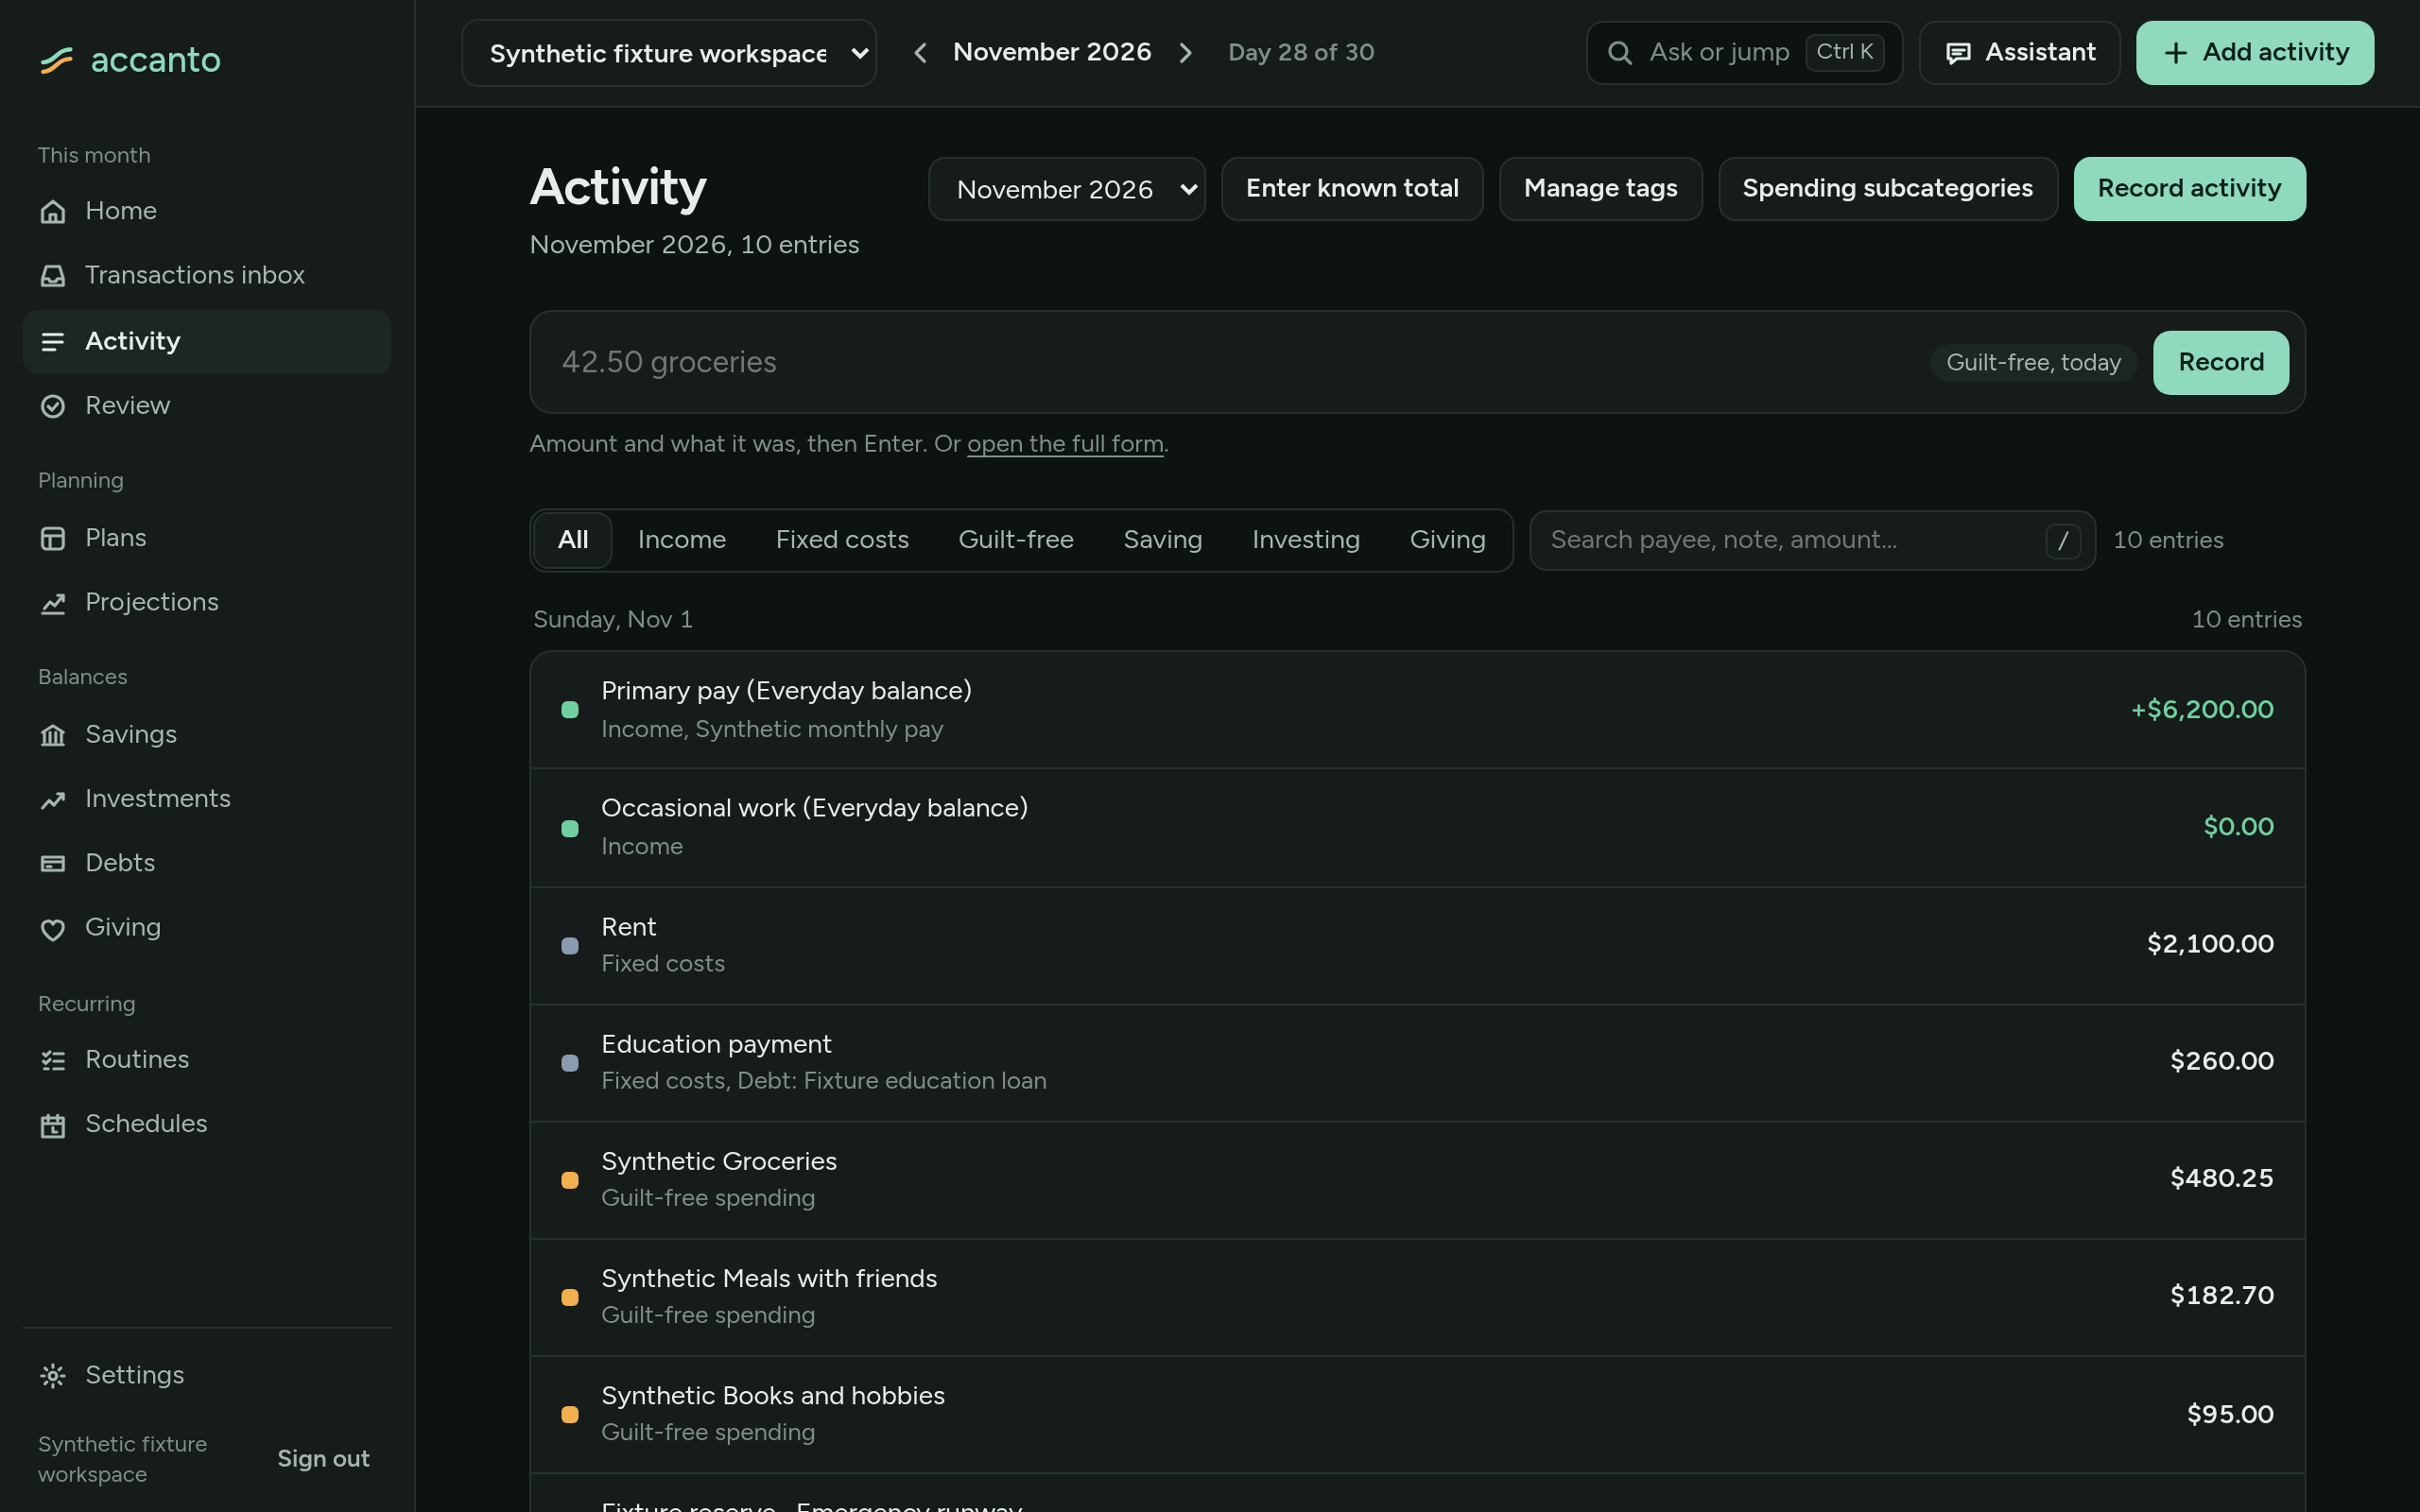 accanto
This month
Home
Transactions inbox
Activity
Review
Planning
Plans
Projections
Balances
Savings
Investments
Debts
Giving
Recurring
Routines
Schedules
Settings
Synthetic fixture
workspace
Sign out
Synthetic fixture workspace
November 2026
Day 28 of 30
Ask or jump
Ctrl K
Assistant
Add activity
Activity
November 2026, 10 entries
November 2026
Enter known total
Manage tags
Spending subcategories
Record activity
42.50 groceries
Guilt-free, today
Record
Amount and what it was, then Enter. Or open the full form.
All
Income
Fixed costs
Guilt-free
Saving
Investing
Giving
Search payee, note, amount...
/
10 entries
Sunday, Nov 1
10 entries
Primary pay (Everyday balance)
Income, Synthetic monthly pay
+$6,200.00
Occasional work (Everyday balance)
Income
$0.00
Rent
Fixed costs
$2,100.00
Education payment
Fixed costs, Debt: Fixture education loan
$260.00
Synthetic Groceries
Guilt-free spending
$480.25
Synthetic Meals with friends
Guilt-free spending
$182.70
Synthetic Books and hobbies
Guilt-free spending
$95.00